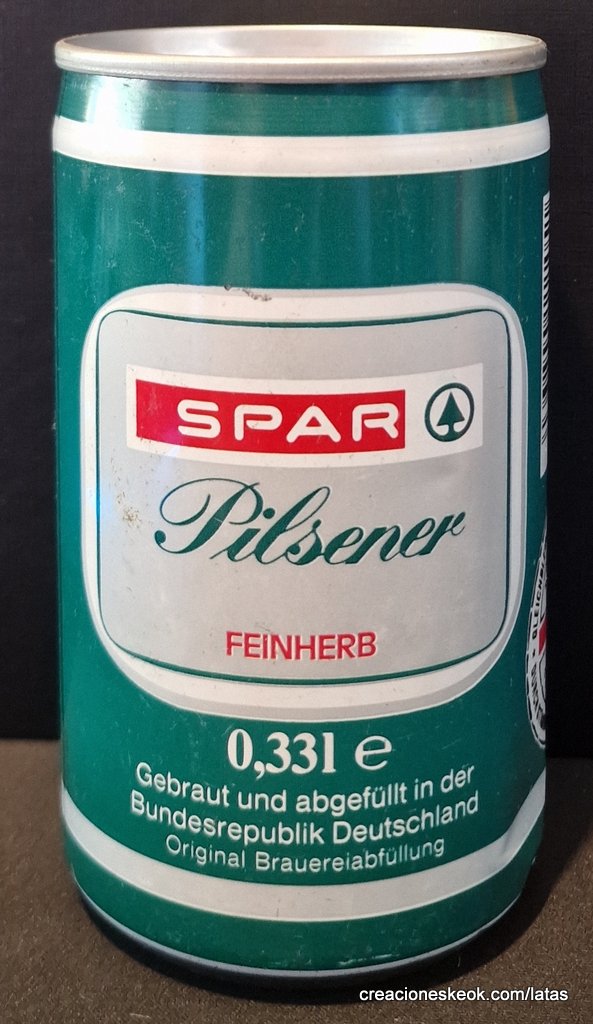 SPAR
Pilsener
FEINHERB
0,33l e
Gebraut und abgefüllt in der
Bundesrepublik Deutschland
Original Brauereiabfüllung
creacioneskeok.com/latas